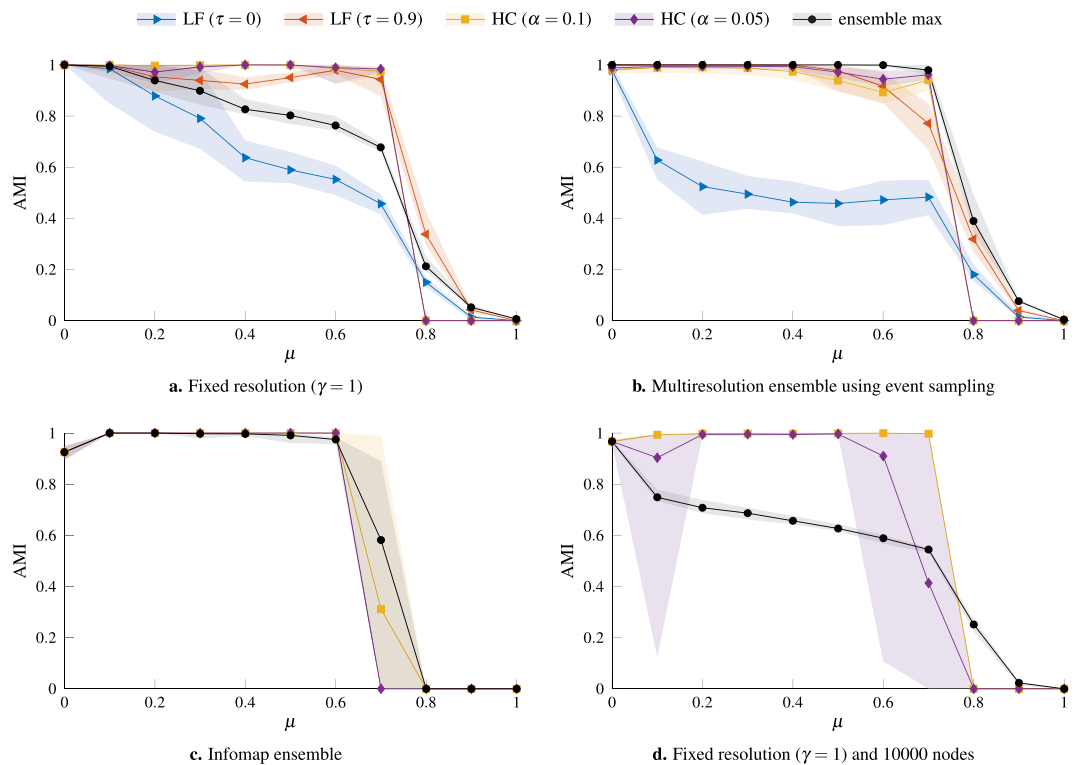 LF (τ = 0) LF (τ = 0.9) HC (α = 0.1) HC (α = 0.05) ensemble max
1
0.8
0.6
0.4
0.2
0
AMI
0 0.2 0.4 0.6 0.8 1
μ
a. Fixed resolution (γ = 1)
1
0.8
0.6
0.4
0.2
0
AMI
0 0.2 0.4 0.6 0.8 1
μ
b. Multiresolution ensemble using event sampling
1
0.8
0.6
0.4
0.2
0
AMI
0 0.2 0.4 0.6 0.8 1
μ
c. Infomap ensemble
1
0.8
0.6
0.4
0.2
0
AMI
0 0.2 0.4 0.6 0.8 1
μ
d. Fixed resolution (γ = 1) and 10000 nodes